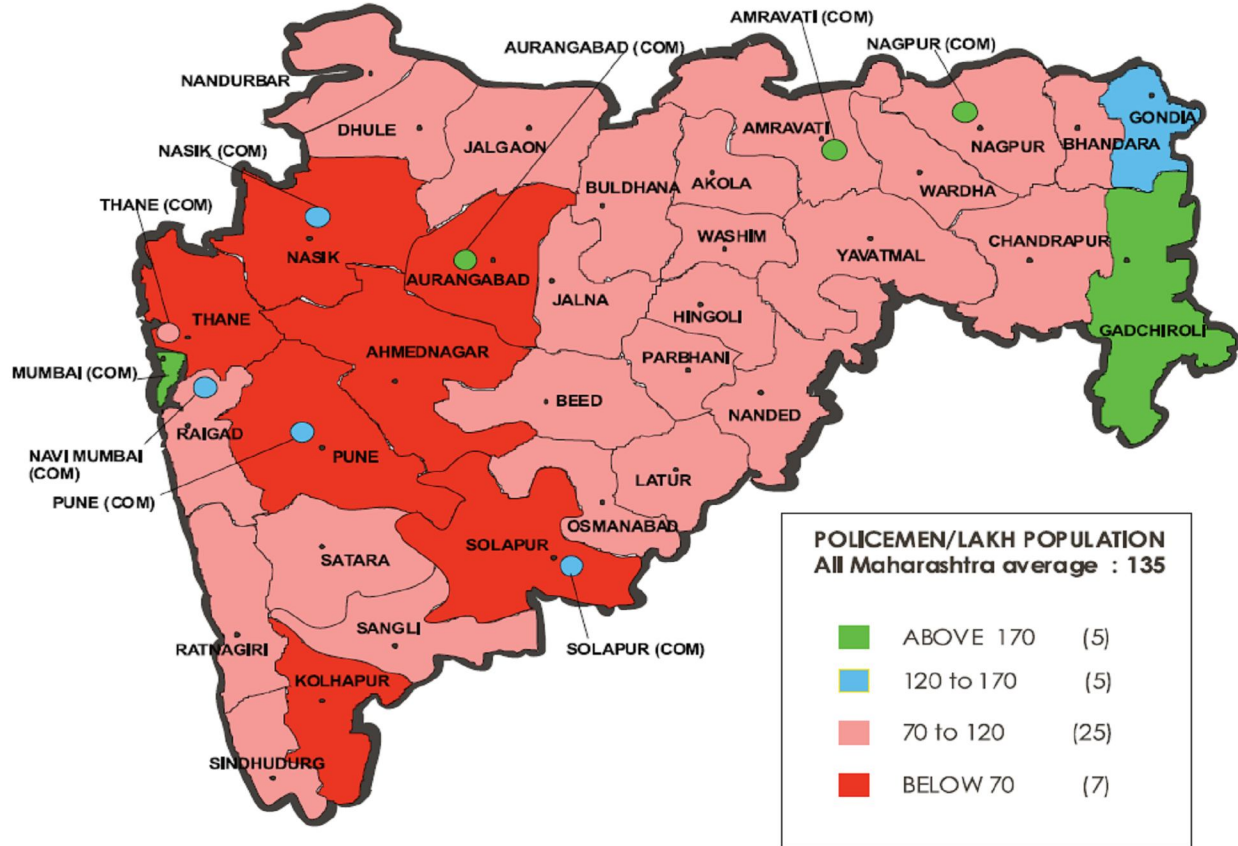 AMRAVATI (COM)
AURANGABAD (COM)
NAGPUR (COM)
NANDURBAR
GONDIA
DHULE
JALGAON
AMRAVATI
NAGPUR
BHANDARA
NASIK (COM)
BULDHANA
AKOLA
WARDHA
THANE (COM)
WASHIM
CHANDRAPUR
NASIK
YAVATMAL
AURANGABAD
JALNA
THANE
HINGOLI
GADCHIROLI
AHMEDNAGAR
PARBHANI
MUMBAI (COM)
BEED
NANDED
RAIGAD
NAVI MUMBAI
(COM)
PUNE
LATUR
PUNE (COM)
OSMANABAD
SOLAPUR
SATARA
SANGLI
RATNAGIRI
SOLAPUR (COM)
KOLHAPUR
SINDHUDURG
POLICEMEN/LAKH POPULATION
All Maharashtra average : 135
ABOVE 170 (5)
120 to 170 (5)
70 to 120 (25)
BELOW 70 (7)